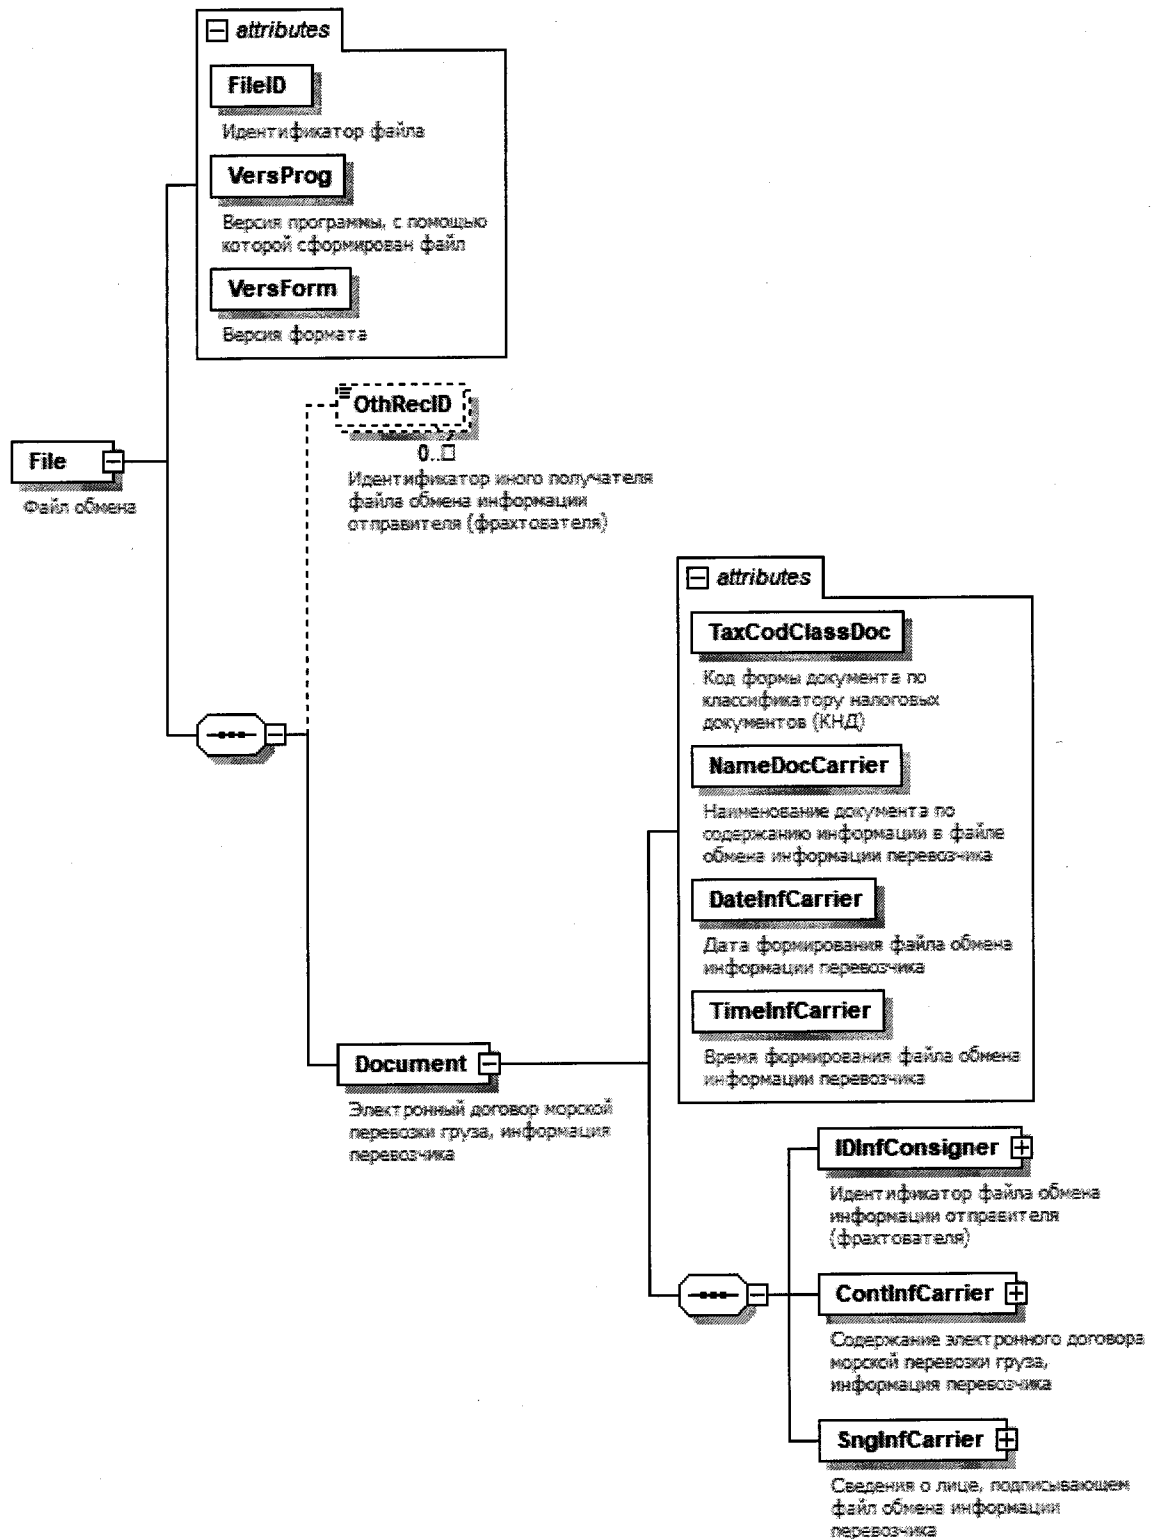 attributes
FileID
Идентификатор файла
VersProg
Версия программы, с помощью
которой сформирован файл
VersForm
Версия формата
OthRecID
0..
Идентификатор иного получателя
файла обмена информации
отправителя (фрахтователя)
File
Файл обмена
attributes
TaxCodClassDoc
Код формы документа по
классификатору налоговых
документов (КНД)
NameDocCarrier
Наименование документа по
содержанию информации в файле
обмена информации перевозчика
DateInfCarrier
Дата формирования файла обмена
информации перевозчика
TimeInfCarrier
Время формирования файла обмена
информации перевозчика
Document
Электронный договор морской
перевозки груза, информация
перевозчика
IDInfConsigner
Идентификатор файла обмена
информации отправителя
(фрахтователя)
ContInfCarrier
Содержание электронного договора
морской перевозки груза,
информация перевозчика
SngInfCarrier
Сведения о лице, подписывающем
файл обмена информации
перевозчика